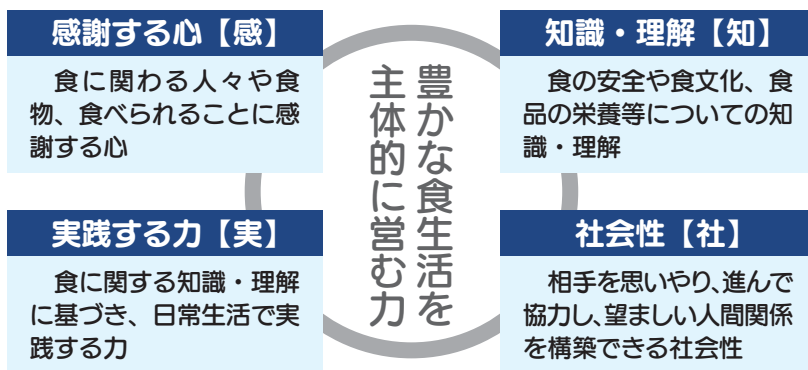 感謝する心【感】
食に関わる人々や食
物、食べられることに感
謝する心
知識・理解【知】
食の安全や食文化、食
品の栄養等についての知
識・理解
豊かな食生活を
主体的に営む力
実践する力【実】
食に関する知識・理解
に基づき、日常生活で実
践する力
社会性【社】
相手を思いやり、進んで
協力し、望ましい人間関係
を構築できる社会性